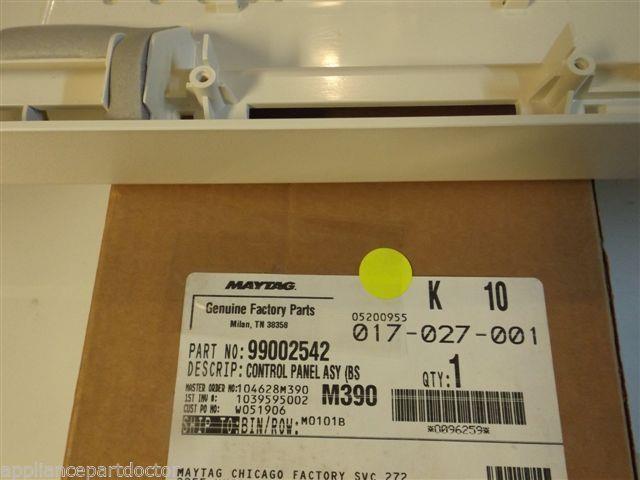 MAYTAG
Genuine Factory Parts
Milan, TN 38358
K 10
05200955
017-027-001
PART NO: 99002542
DESCRIP: CONTROL PANEL ASY (BS
MASTER ORDER NO: 104628M390
1ST INV #: 1039595002
CUST PO NO: W051906
M390
QTY: 1
SHIP TO: BIN/ROW: M0101B
*0096259*
MAYTAG CHICAGO FACTORY SVC 272
© appliancepartdoctor